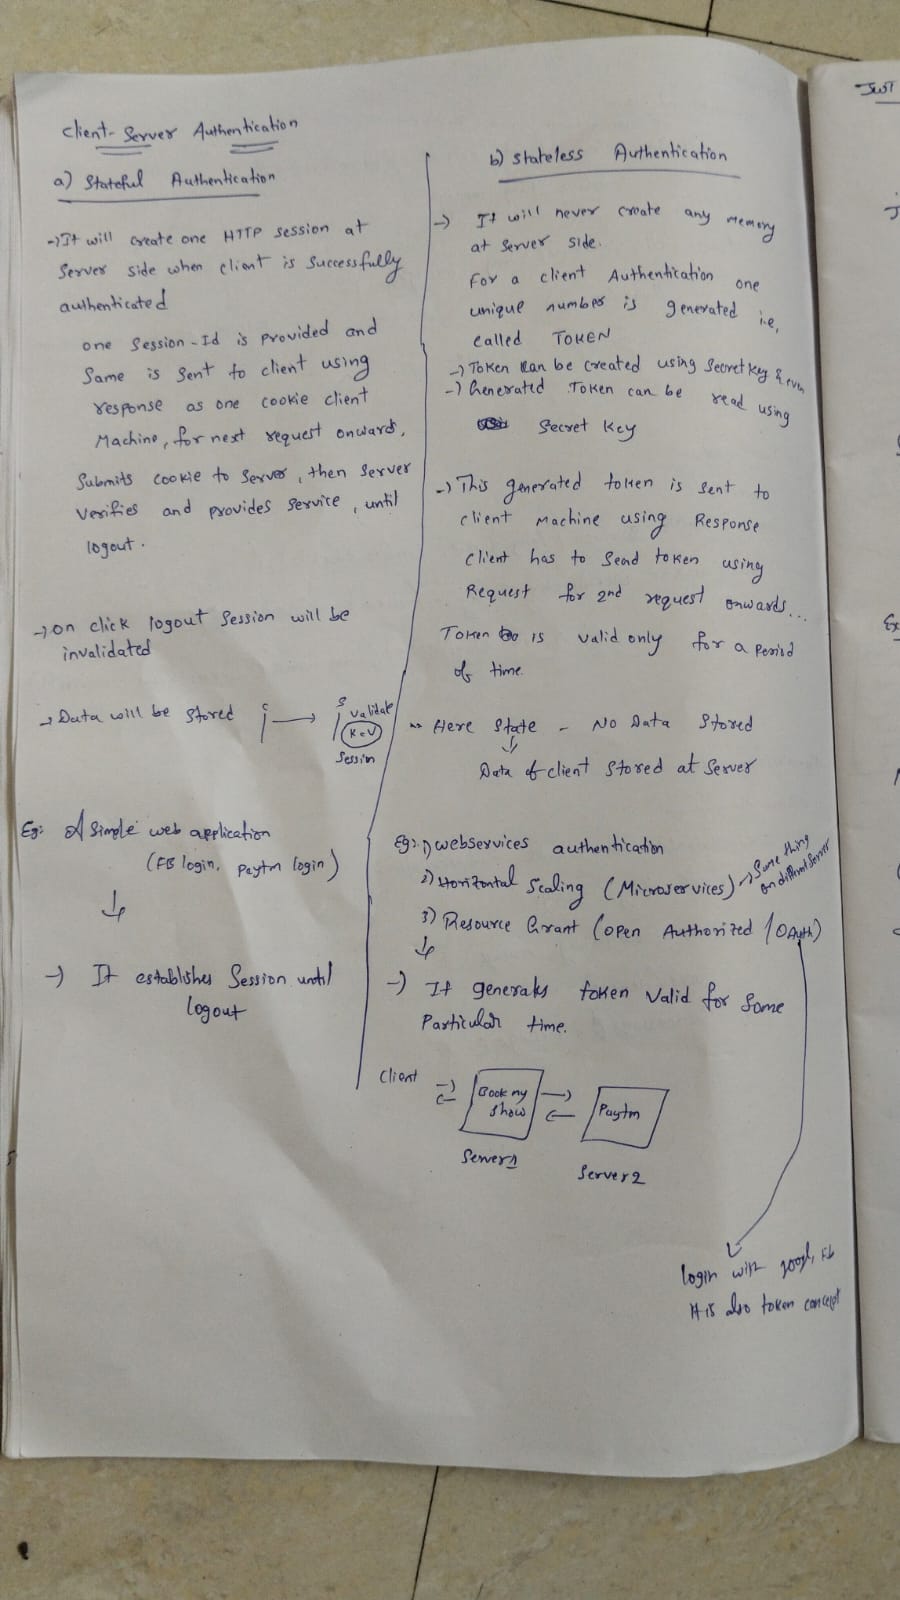 Client-Server Authentication
a) Stateful Authentication
-> It will create one HTTP session at
Server side when client is successfully
authenticated
one Session-Id is provided and
Same is sent to client using
response as one cookie client
Machine, for next request onwards,
Submits cookie to Server, then Server
Verifies and provides service, until
logout.
-> on click logout Session will be
invalidated
-> Data will be stored
S
validate
Session
Eg: A Simple web application
(FB login, Paytm login)
-> It establishes Session until
logout
b) Stateless Authentication
-> It will never create any memory
at Server side.
For a client Authentication one
unique number is generated i.e,
called TOKEN
-> Token can be created using Secret key & even
-> Generated Token can be read using
Secret Key
-> This generated token is sent to
client Machine using Response
Client has to Send token using
Request for 2nd request onwards...
Token is valid only for a Period
of time.
Here State - No Data Stored
Data of client Stored at Server
Eg: 1) webservices authentication
2) Horizontal Scaling (Microservices) -> Same thing
on different Server
3) Resource Grant (open Authorized / OAuth)
-> It generates token valid for Some
Particular time.
Client
Book my
show
Paytm
Server1
Server2
login with google, Fb
It is also token concept
JWT
Ex